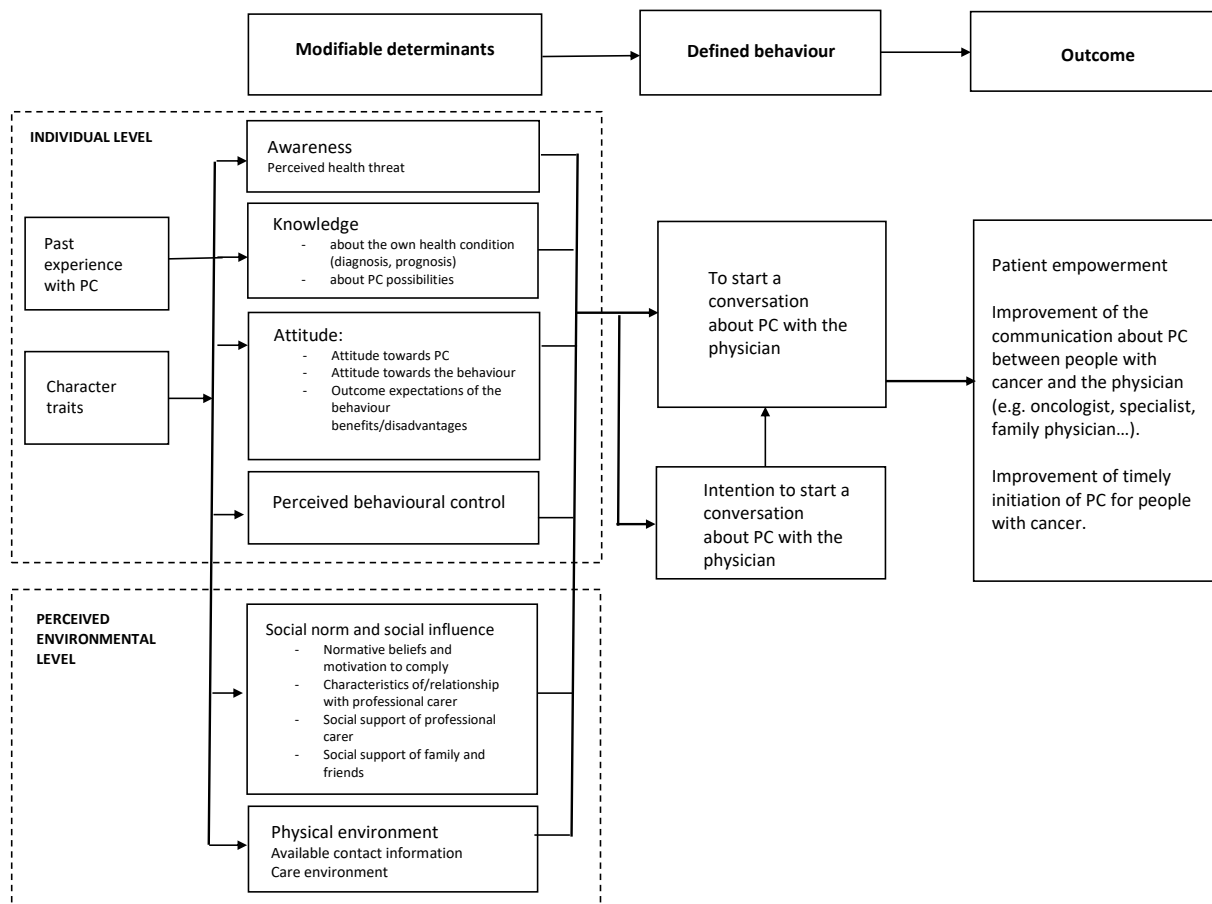 Modifiable determinants
Defined behaviour
Outcome
INDIVIDUAL LEVEL
Past
experience
with PC
Character
traits
Awareness
Perceived health threat
Knowledge
- about the own health condition
(diagnosis, prognosis)
- about PC possibilities
Attitude:
- Attitude towards PC
- Attitude towards the behaviour
- Outcome expectations of the
behaviour
benefits/disadvantages
Perceived behavioural control
PERCEIVED
ENVIRONMENTAL
LEVEL
Social norm and social influence
- Normative beliefs and
motivation to comply
- Characteristics of/relationship
with professional carer
- Social support of professional
carer
- Social support of family and
friends
Physical environment
Available contact information
Care environment
To start a
conversation
about PC with the
physician
Intention to start a
conversation
about PC with the
physician
Patient empowerment
Improvement of the
communication about PC
between people with
cancer and the physician
(e.g. oncologist, specialist,
family physician…).
Improvement of timely
initiation of PC for people
with cancer.